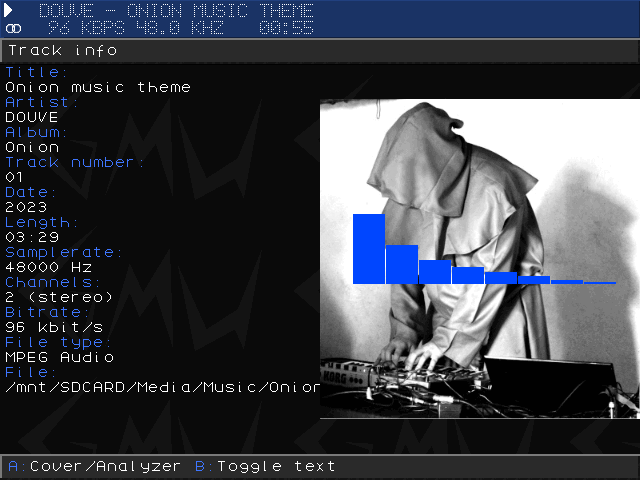 DOUVE - ONION MUSIC THEME
96 KBPS 48.0 KHZ 00:55
Track info
Title:
Onion music theme
Artist:
DOUVE
Album:
Onion
Track number:
01
Date:
2023
Length:
03:29
Samplerate:
48000 Hz
Channels:
2 (stereo)
Bitrate:
96 kbit/s
File type:
MPEG Audio
File:
/mnt/SDCARD/Media/Music/Onion
KORG
A:Cover/Analyzer B:Toggle text